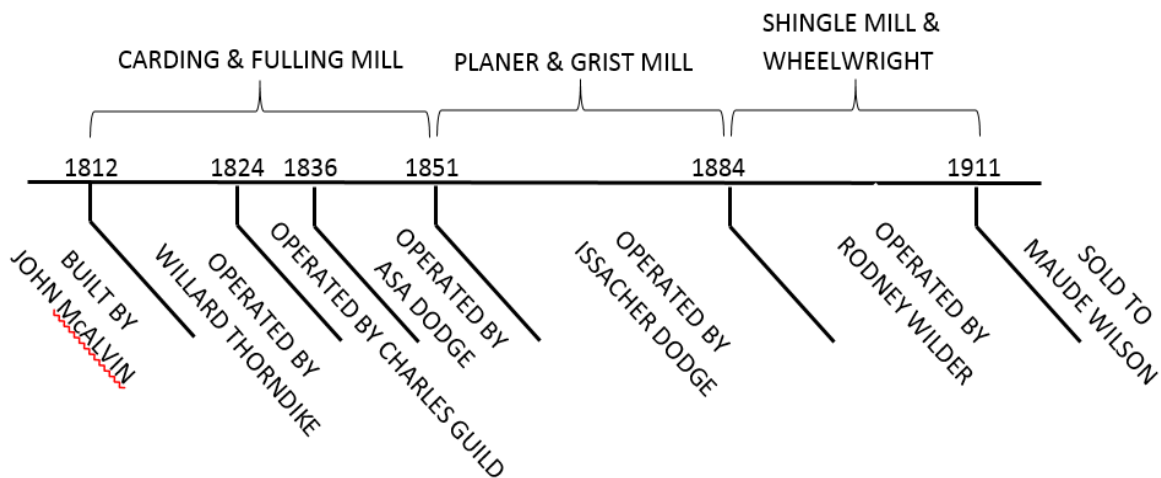 SHINGLE MILL &
WHEELWRIGHT
CARDING & FULLING MILL
PLANER & GRIST MILL
1812
1824
1836
1851
1884
1911
BUILT BY
JOHN McALVIN
OPERATED BY
WILLARD THORNDIKE
OPERATED BY CHARLES GUILD
OPERATED BY
ASA DODGE
OPERATED BY
ISSACHER DODGE
OPERATED BY
RODNEY WILDER
SOLD TO
MAUDE WILSON